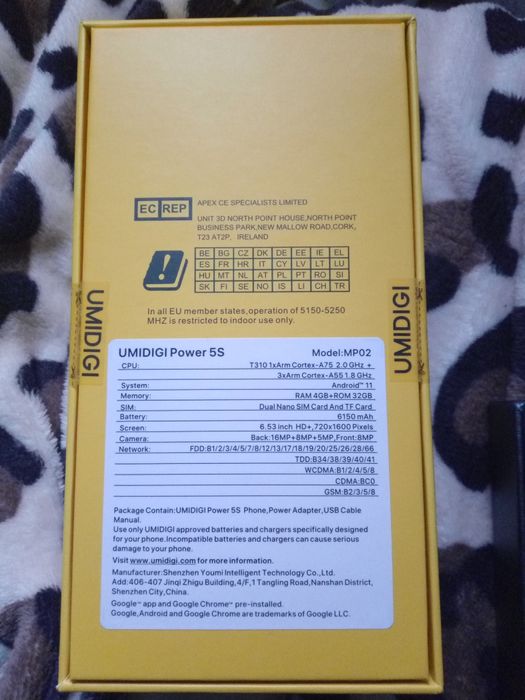 EC REP
APEX CE SPECIALISTS LIMITED
UNIT 3D NORTH POINT HOUSE,NORTH POINT
BUSINESS PARK,NEW MALLOW ROAD,CORK,
T23 AT2P, IRELAND
BE BG CZ DK DE EE IE EL
ES FR HR IT CY LV LT LU
HU MT NL AT PL PT RO SI
SK FI SE NO IS LI CH TR
In all EU member states,operation of 5150-5250
MHZ is restricted to indoor use only.
UMIDIGI
UMIDIGI
UMIDIGI Power 5S Model:MP02
CPU: T310 1xArm Cortex-A75 2.0 GHz +
3xArm Cortex-A55 1.8 GHz
System: Android™ 11
Memory: RAM 4GB+ROM 32GB
SIM: Dual Nano SIM Card And TF Card
Battery: 6150 mAh
Screen: 6.53 inch HD+,720x1600 Pixels
Camera: Back:16MP+8MP+5MP,Front:8MP
Network: FDD:B1/2/3/4/5/7/8/12/13/17/18/19/20/25/26/28/66
TDD:B34/38/39/40/41
WCDMA:B1/2/4/5/8
CDMA:BC0
GSM:B2/3/5/8
Package Contain:UMIDIGI Power 5S Phone,Power Adapter,USB Cable
Manual.
Use only UMIDIGI approved batteries and chargers specifically designed
for your phone.Incompatible batteries and chargers can cause serious
damage to your phone.
Visit www.umidigi.com for more information.
Manufacturer:Shenzhen Youmi Intelligent Technology Co.,Ltd.
Add:406-407 Jinqi Zhigu Building,4/F,1 Tangling Road,Nanshan District,
Shenzhen City,China.
Google™ app and Google Chrome™ pre-installed.
Google,Android and Google Chrome are trademarks of Google LLC.